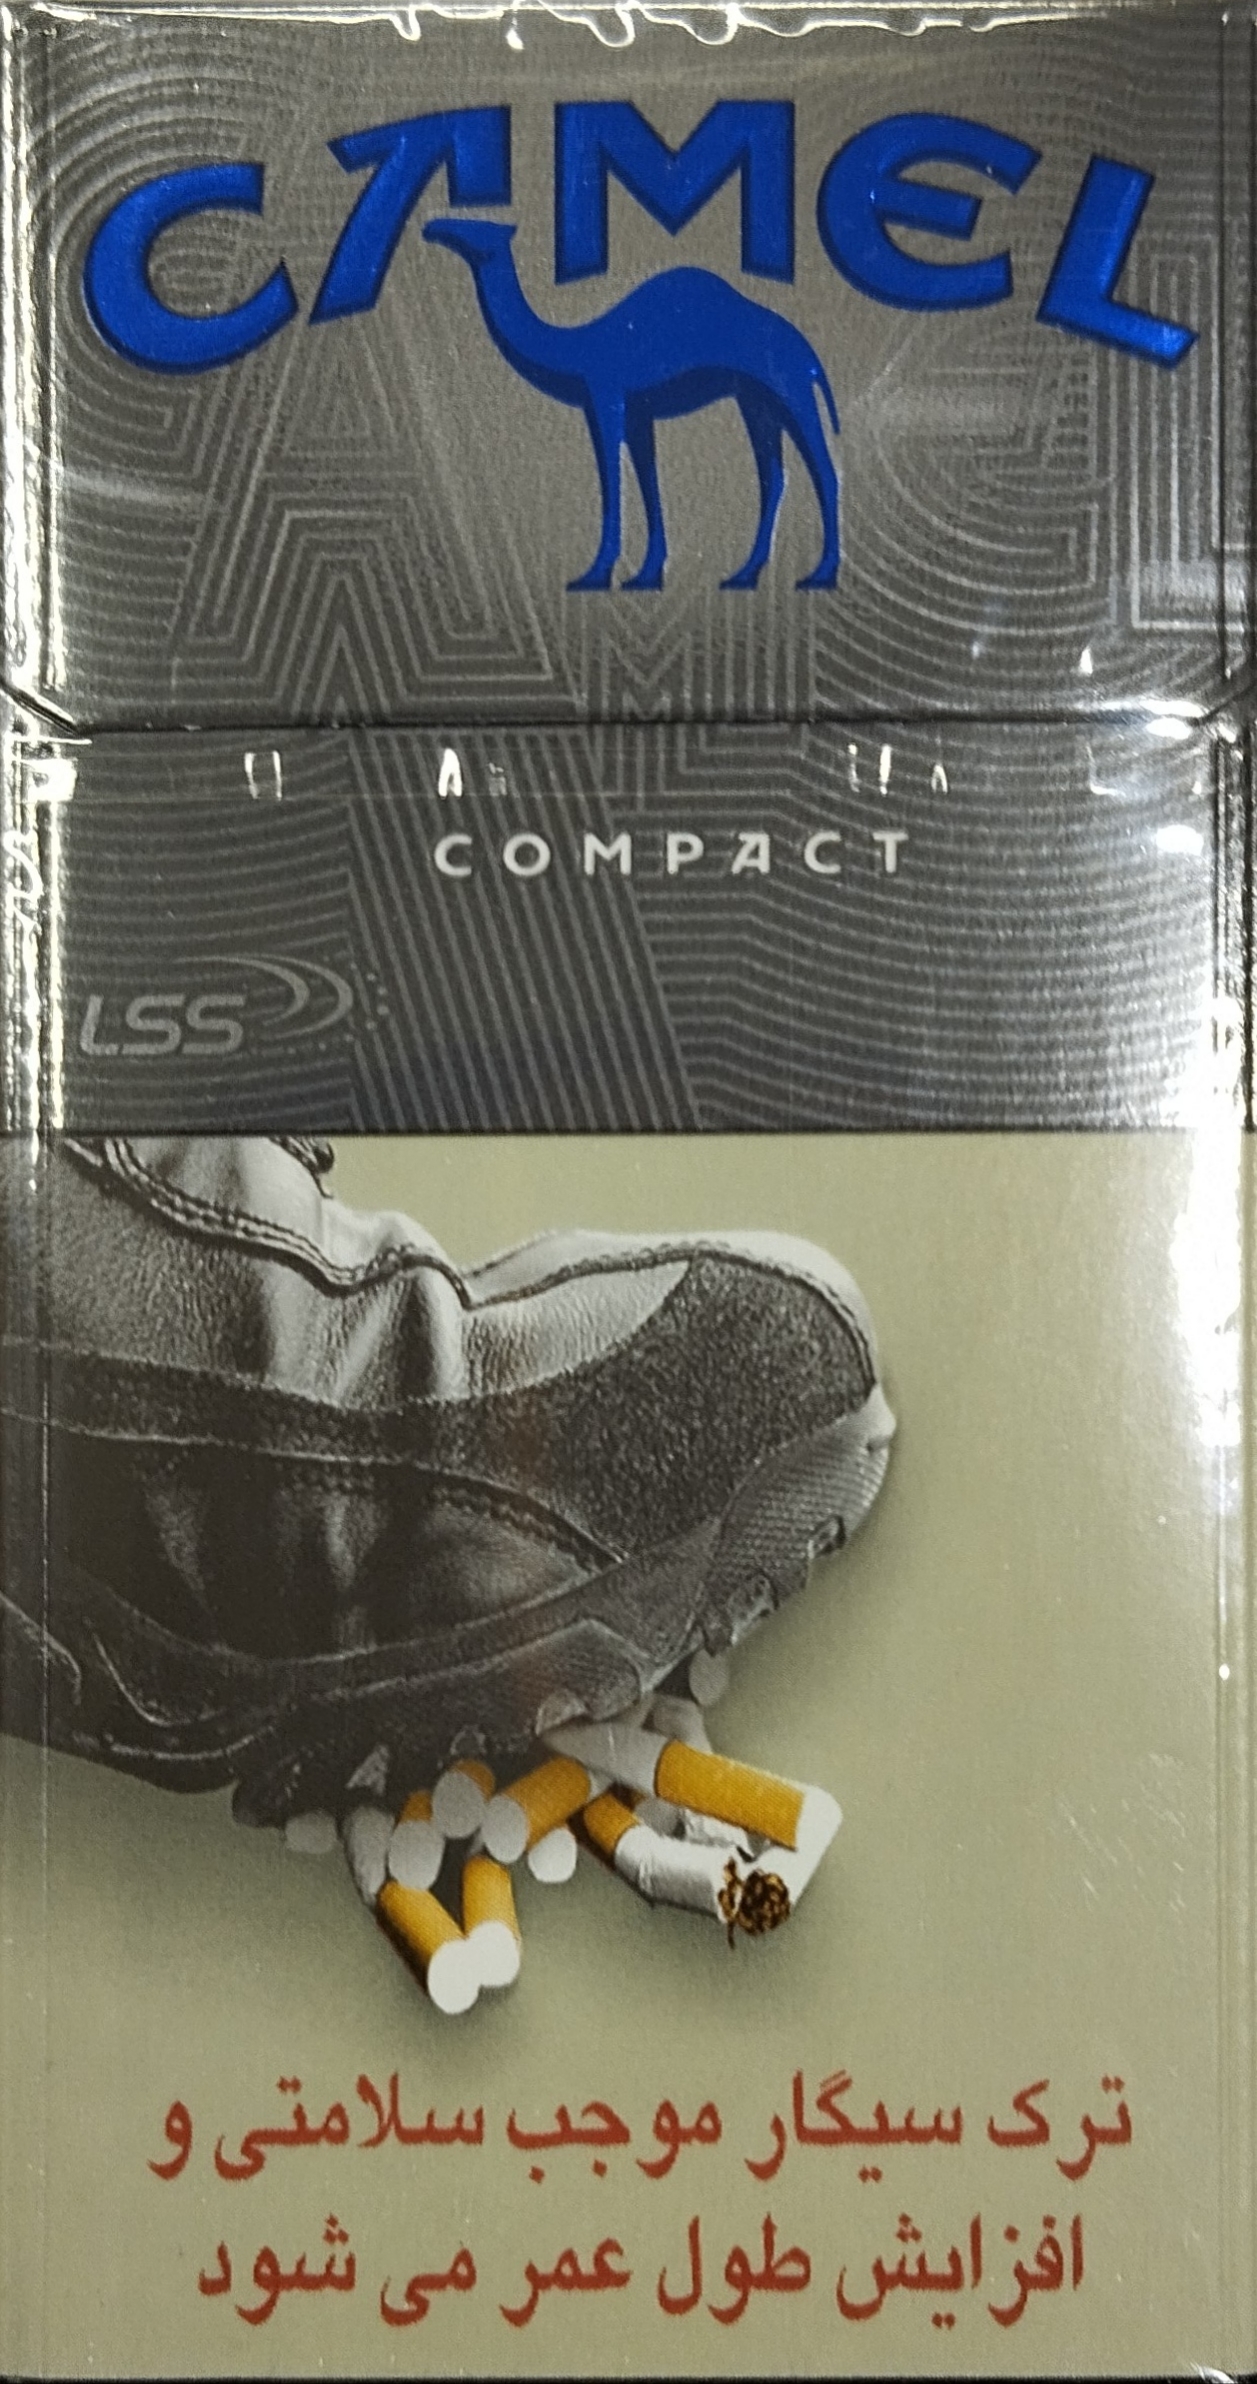 CAMEL
COMPACT
LSS
ترک سیگار موجب سلامتی و
افزایش طول عمر می شود